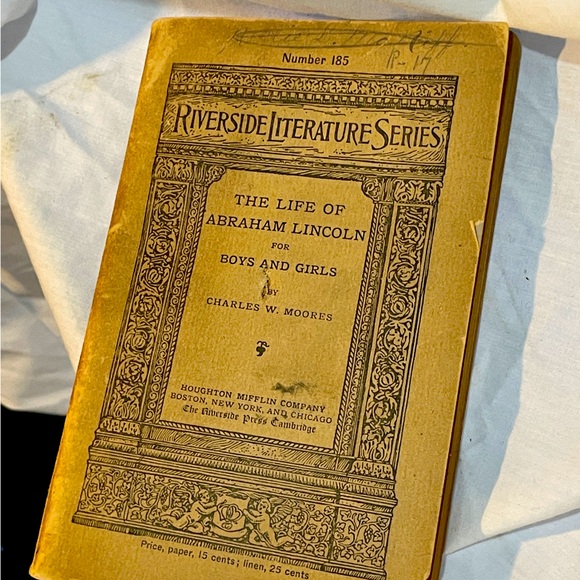 Number 185
R-17
RIVERSIDE LITERATURE SERIES
THE LIFE OF
ABRAHAM LINCOLN
FOR
BOYS AND GIRLS
BY
CHARLES W. MOORES
HOUGHTON MIFFLIN COMPANY
BOSTON, NEW YORK, AND CHICAGO
The Riverside Press Cambridge
Price, paper, 15 cents; linen, 25 cents